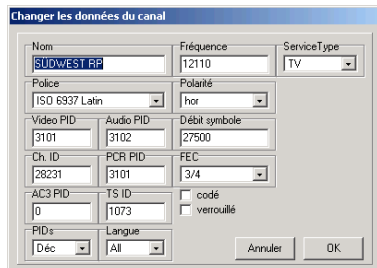 Changer les données du canal
Nom Fréquence ServiceType
SÜDWEST RP 12110 TV
Police Polarité
ISO 6937 Latin hor
Video PID Audio PID Débit symbole
3101 3102 27500
Ch. ID PCR PID FEC
28231 3101 3/4
AC3 PID TS ID codé
0 1073 verrouillé
PIDs Langue
Déc All Annuler OK